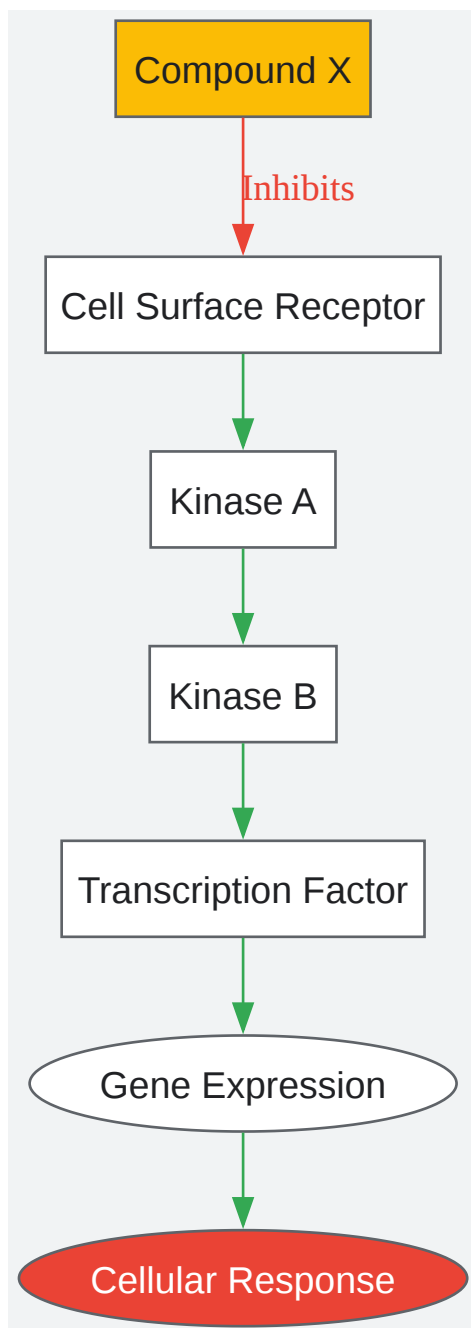 Compound X
Inhibits
Cell Surface Receptor
Kinase A
Kinase B
Transcription Factor
Gene Expression
Cellular Response